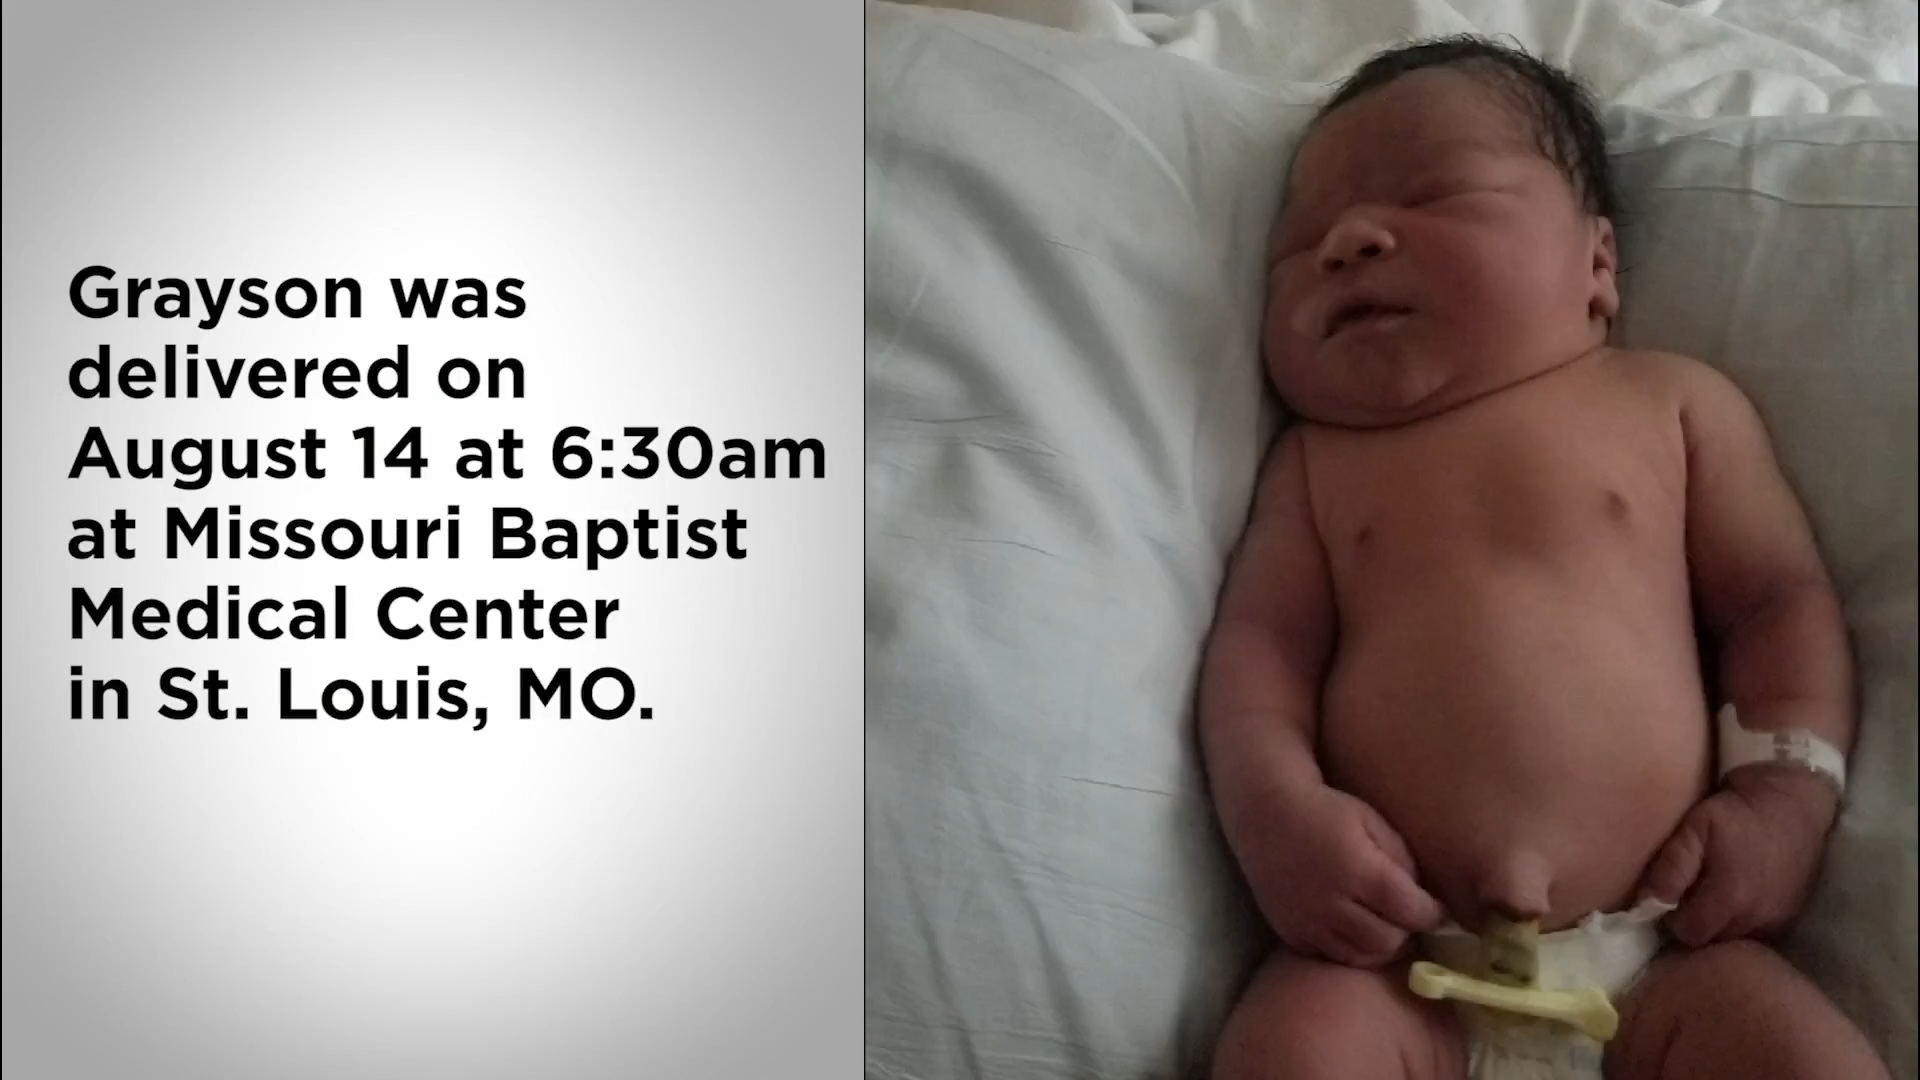 Grayson was
delivered on
August 14 at 6:30am
at Missouri Baptist
Medical Center
in St. Louis, MO.